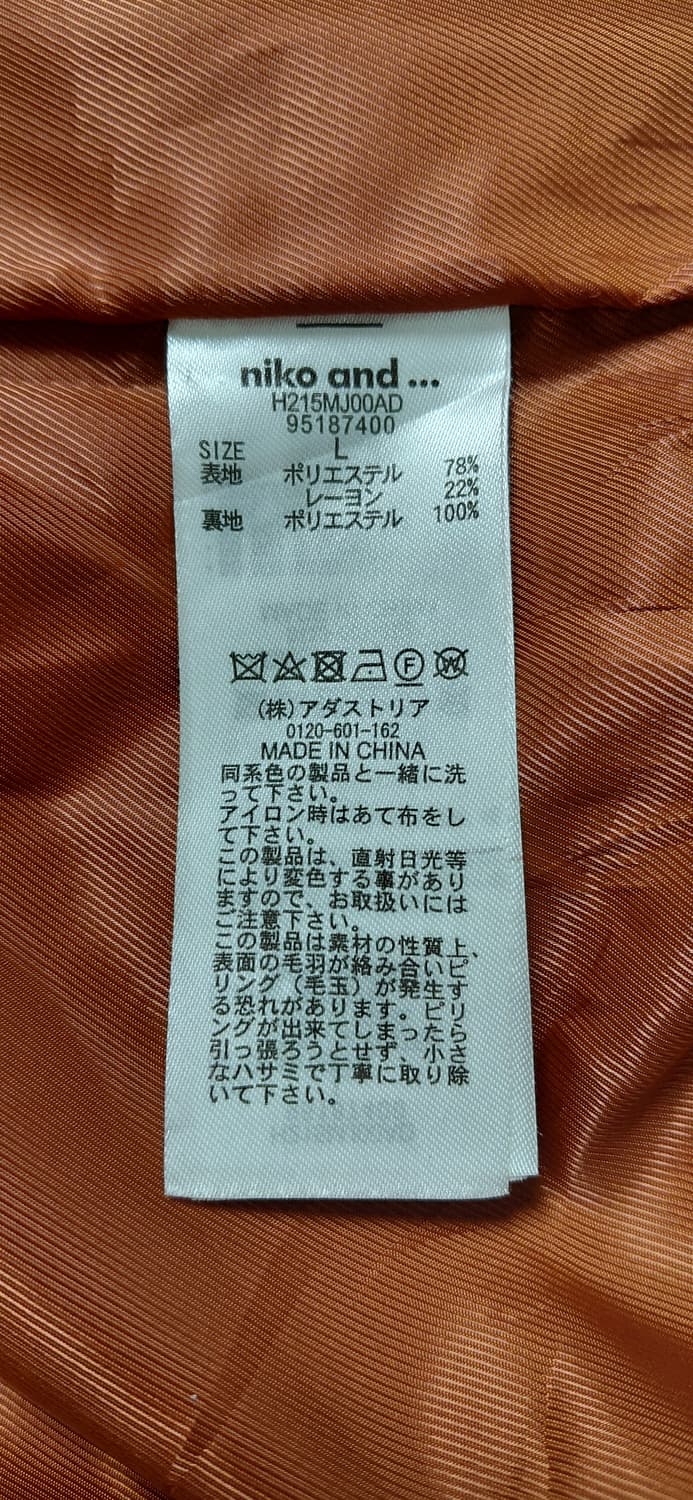 niko and ...
H215MJ00AD
95187400
SIZE L
表地 ポリエステル 78%
レーヨン 22%
裏地 ポリエステル 100%
F W
(株)アダストリア
0120-601-162
MADE IN CHINA
同系色の製品と一緒に洗
って下さい。
アイロン時はあて布をし
て下さい。
この製品は、直射日光等
により変色する事があり
ますので、お取扱いには
ご注意下さい。
この製品は素材の性質上、
表面の毛羽が絡み合いピ
リング(毛玉)が発生す
る恐れがあります。ピリ
ングが出来てしまったら
引っ張ろうとせず、小さ
なハサミで丁寧に取り除
いて下さい。